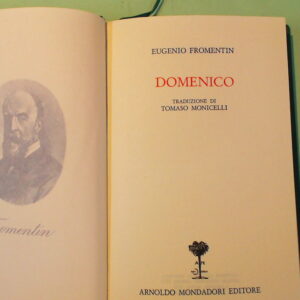 EUGENIO FROMENTIN
DOMENICO
TRADUZIONE DI
TOMASO MONICELLI
ARNOLDO MONDADORI EDITORE